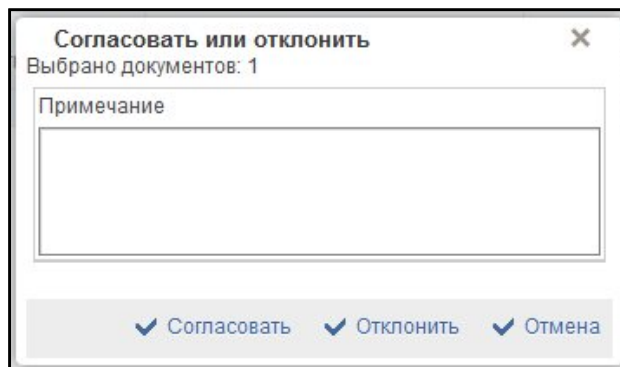 Согласовать или отклонить
Выбрано документов: 1
Примечание
Согласовать Отклонить Отмена